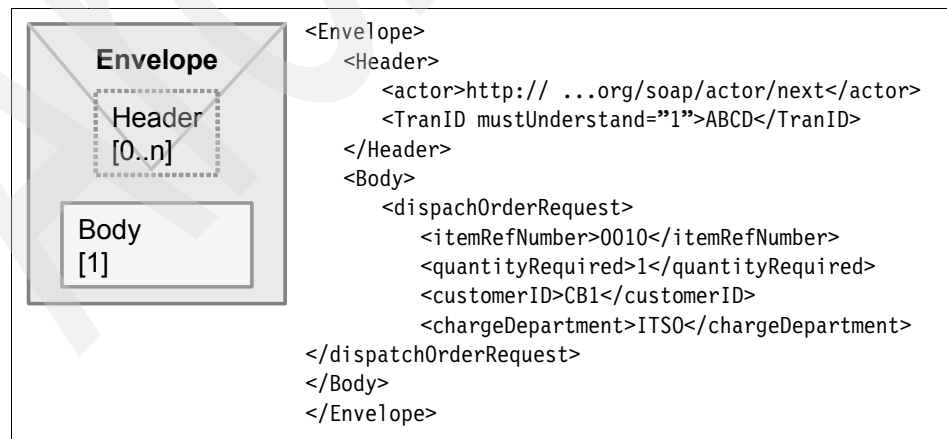 Envelope
Header
[0..n]
Body
[1]
<Envelope>
<Header>
<actor>http:// ...org/soap/actor/next</actor>
<TranID mustUnderstand=”1”>ABCD</TranID>
</Header>
<Body>
<dispachOrderRequest>
<itemRefNumber>0010</itemRefNumber>
<quantityRequired>1</quantityRequired>
<customerID>CB1</customerID>
<chargeDepartment>ITSO</chargeDepartment>
</dispatchOrderRequest>
</Body>
</Envelope>